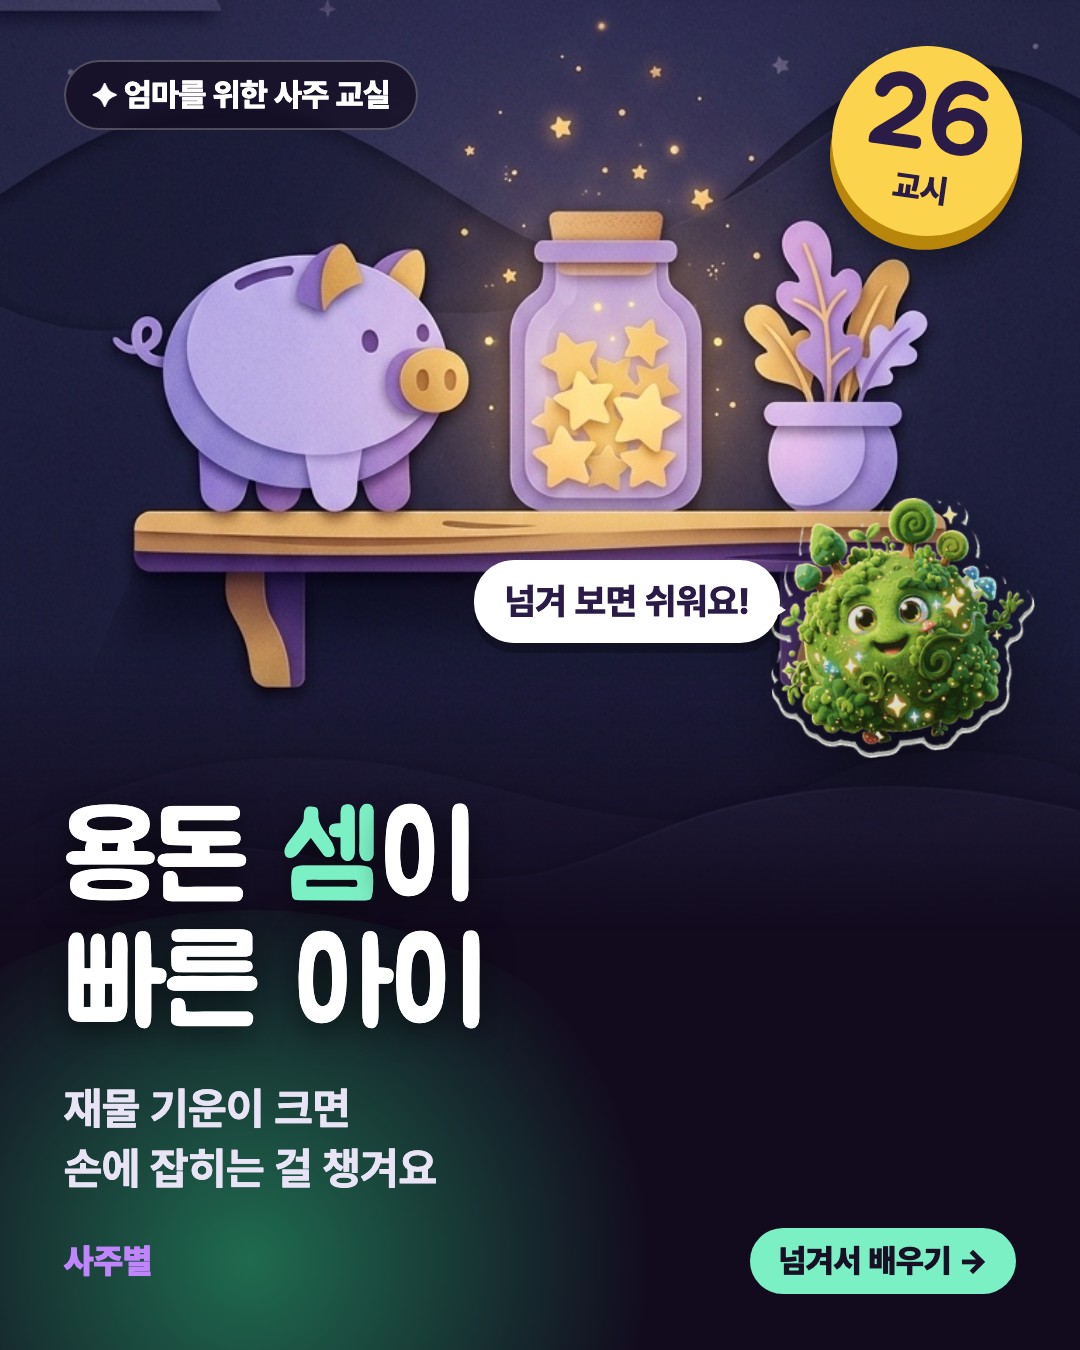 ✦ 엄마를 위한 사주 교실
26
교시
넘겨 보면 쉬워요!
용돈 셈이
빠른 아이
재물 기운이 크면
손에 잡히는 걸 챙겨요
사주별
넘겨서 배우기 →